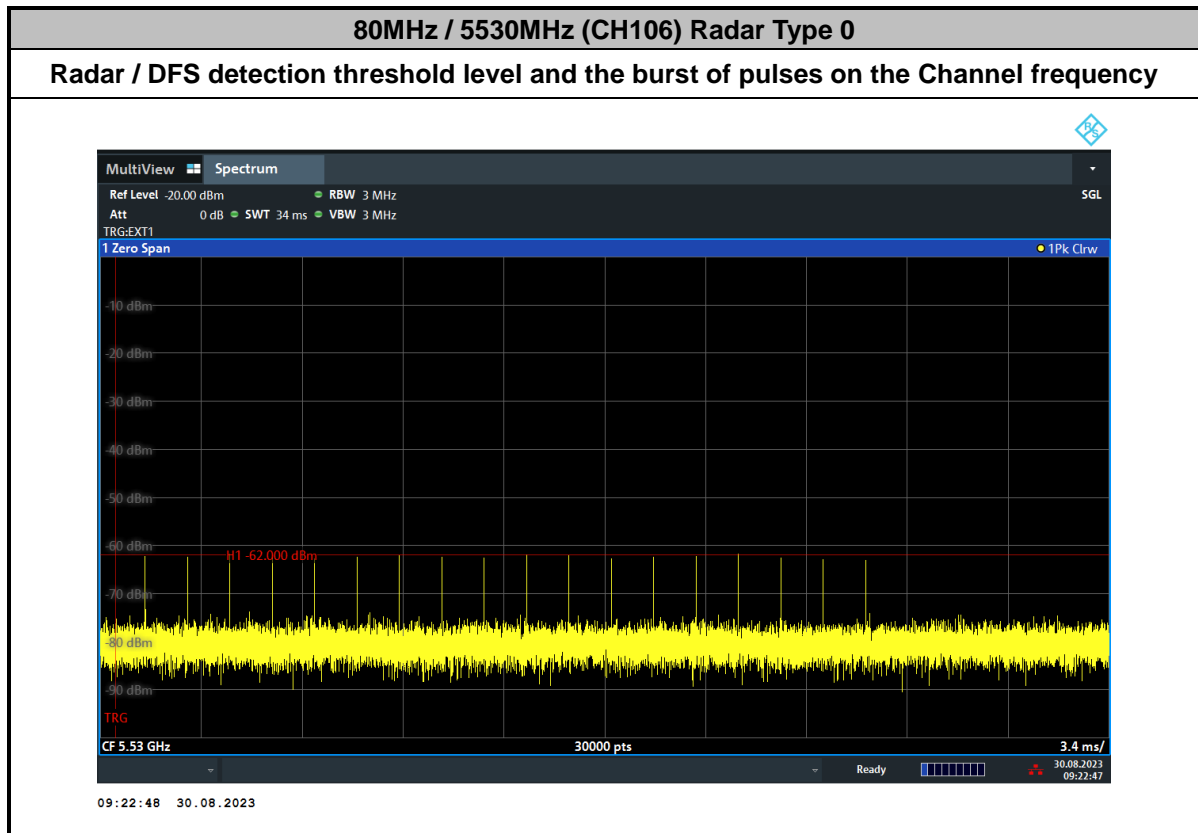 80MHz / 5530MHz (CH106) Radar Type 0
Radar / DFS detection threshold level and the burst of pulses on the Channel frequency
R S
MultiView Spectrum
Ref Level -20.00 dBm RBW 3 MHz SGL
Att 0 dB SWT 34 ms VBW 3 MHz
TRG:EXT1
1 Zero Span 1Pk Clrw
-10 dBm
-20 dBm
-30 dBm
-40 dBm
-50 dBm
-60 dBm
H1 -62.000 dBm
-70 dBm
-80 dBm
-90 dBm
TRG
CF 5.53 GHz 30000 pts 3.4 ms/
Ready 30.08.2023
09:22:47
09:22:48 30.08.2023